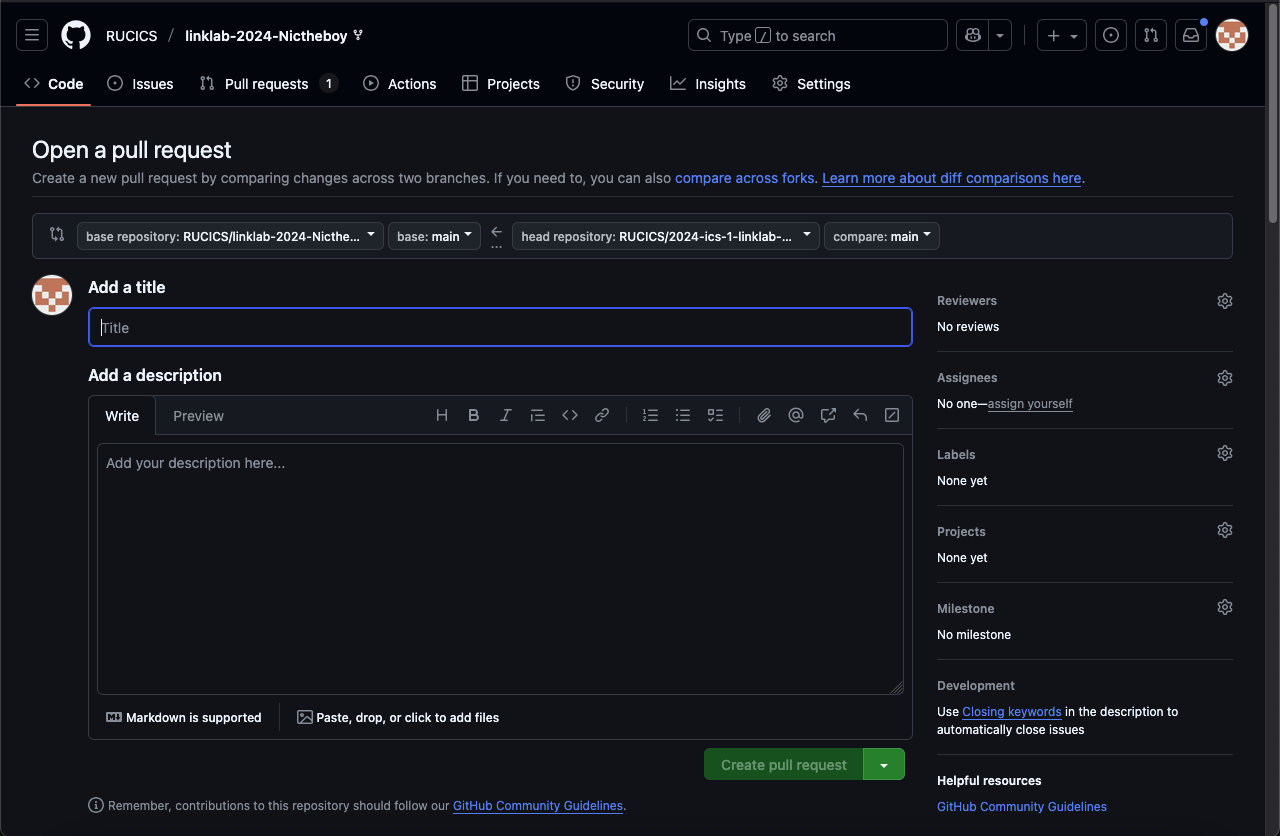 RUCICS / linklab-2024-Nictheboy
Type / to search
Code Issues Pull requests 1 Actions Projects Security Insights Settings
Open a pull request
Create a new pull request by comparing changes across two branches. If you need to, you can also compare across forks. Learn more about diff comparisons here.
base repository: RUCICS/linklab-2024-Nicthe... base: main ... head repository: RUCICS/2024-ics-1-linklab-... compare: main
Add a title
Title
Add a description
Write Preview
Add your description here...
Markdown is supported
Paste, drop, or click to add files
Create pull request
Remember, contributions to this repository should follow our GitHub Community Guidelines.
Reviewers
No reviews
Assignees
No one—assign yourself
Labels
None yet
Projects
None yet
Milestone
No milestone
Development
Use Closing keywords in the description to
automatically close issues
Helpful resources
GitHub Community Guidelines